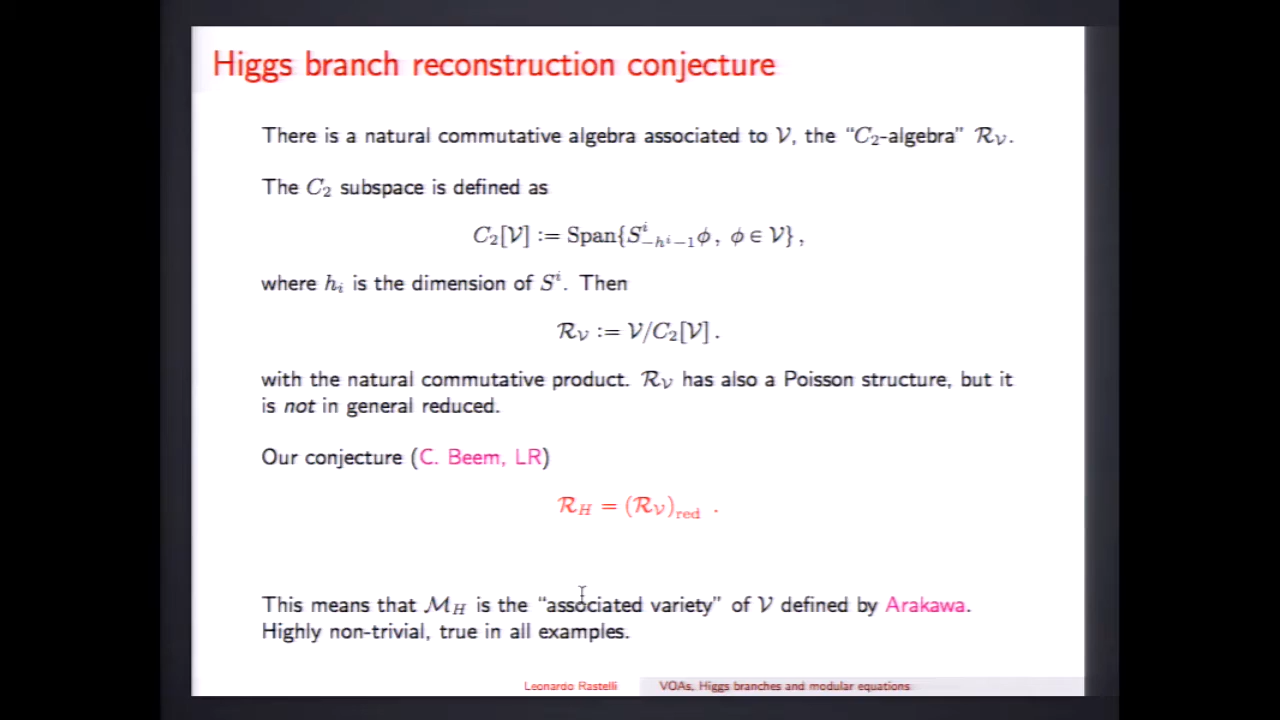 Higgs branch reconstruction conjecture
There is a natural commutative algebra associated to 𝒱, the “C₂-algebra” ℛ_𝒱.
The C₂ subspace is defined as
C₂[𝒱] := Span{S^i_{−h^i−1}ϕ, ϕ ∈ 𝒱},
where h_i is the dimension of S^i. Then
ℛ_𝒱 := 𝒱/C₂[𝒱].
with the natural commutative product. ℛ_𝒱 has also a Poisson structure, but it
is not in general reduced.
Our conjecture (C. Beem, LR)
ℛ_H = (ℛ_𝒱)_red .
This means that ℳ_H is the “associated variety” of 𝒱 defined by Arakawa.
Highly non-trivial, true in all examples.
Leonardo Rastelli VOAs, Higgs branches and modular equations